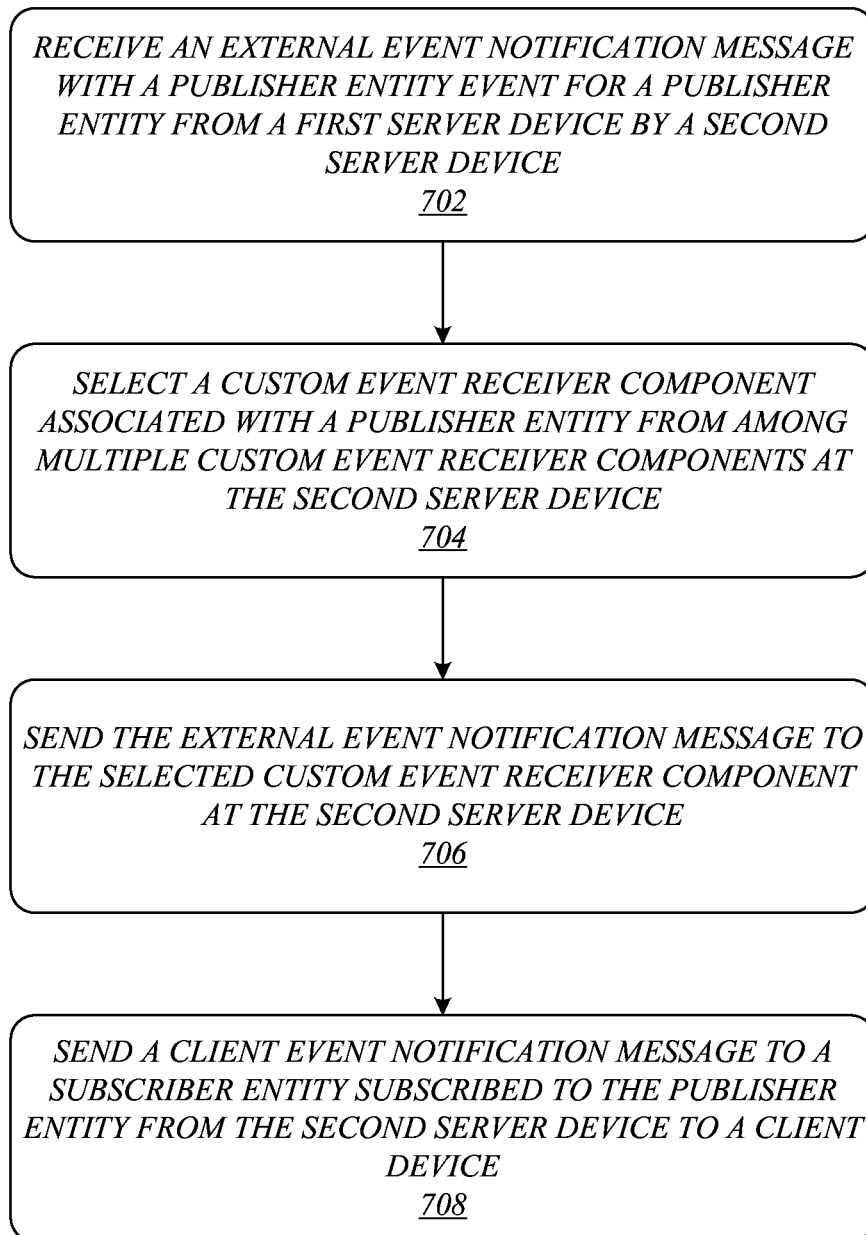 RECEIVE AN EXTERNAL EVENT NOTIFICATION MESSAGE
WITH A PUBLISHER ENTITY EVENT FOR A PUBLISHER
ENTITY FROM A FIRST SERVER DEVICE BY A SECOND
SERVER DEVICE
702
SELECT A CUSTOM EVENT RECEIVER COMPONENT
ASSOCIATED WITH A PUBLISHER ENTITY FROM AMONG
MULTIPLE CUSTOM EVENT RECEIVER COMPONENTS AT
THE SECOND SERVER DEVICE
704
SEND THE EXTERNAL EVENT NOTIFICATION MESSAGE TO
THE SELECTED CUSTOM EVENT RECEIVER COMPONENT
AT THE SECOND SERVER DEVICE
706
SEND A CLIENT EVENT NOTIFICATION MESSAGE TO A
SUBSCRIBER ENTITY SUBSCRIBED TO THE PUBLISHER
ENTITY FROM THE SECOND SERVER DEVICE TO A CLIENT
DEVICE
708